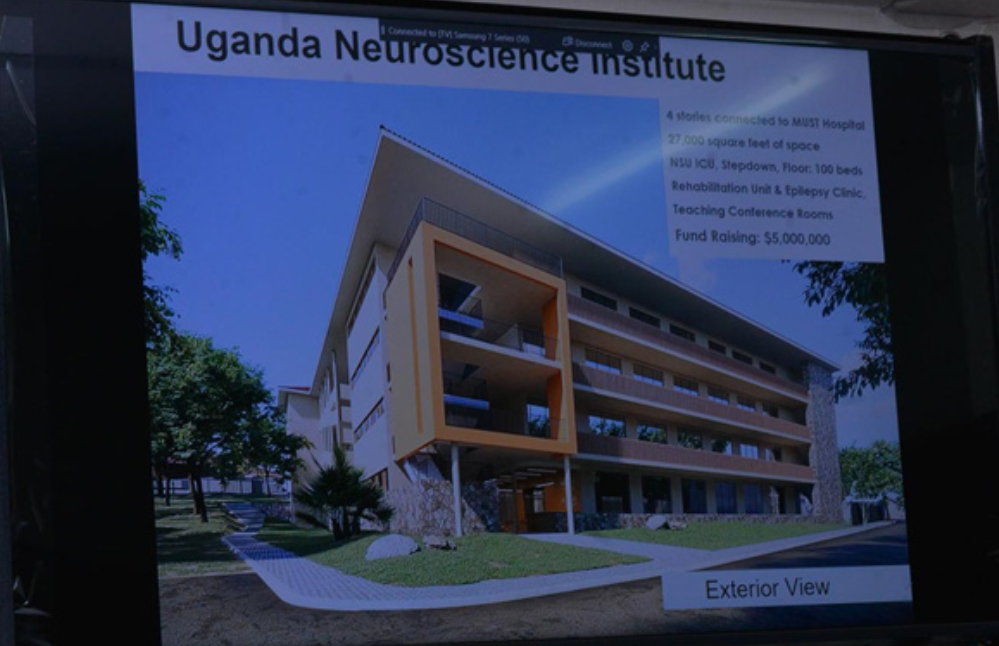 Connected to [TV] Samsung 7 Series (50)
Disconnect
Uganda Neuroscience Institute
4 stories connected to MUST Hospital
27,000 square feet of space
NSU ICU, Stepdown, Floor: 100 beds
Rehabilitation Unit & Epilepsy Clinic,
Teaching Conference Rooms
Fund Raising: $5,000,000
Exterior View